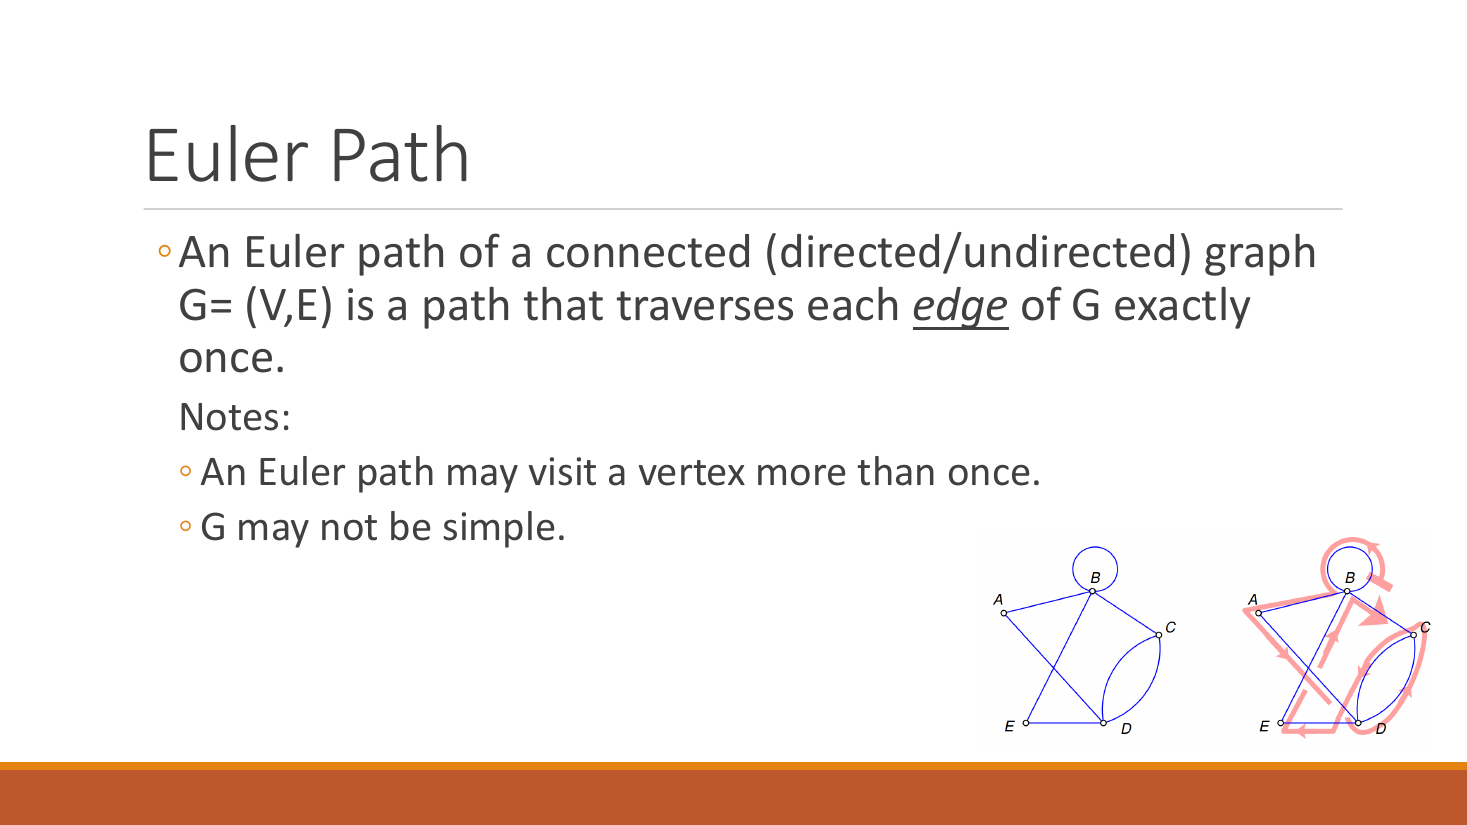 Euler Path
◦An Euler path of a connected (directed/undirected) graph
G= (V,E) is a path that traverses each edge of G exactly
once.
Notes:
◦ An Euler path may visit a vertex more than once.
◦ G may not be simple.
B
A
C
E
D
B
A
C
E
D